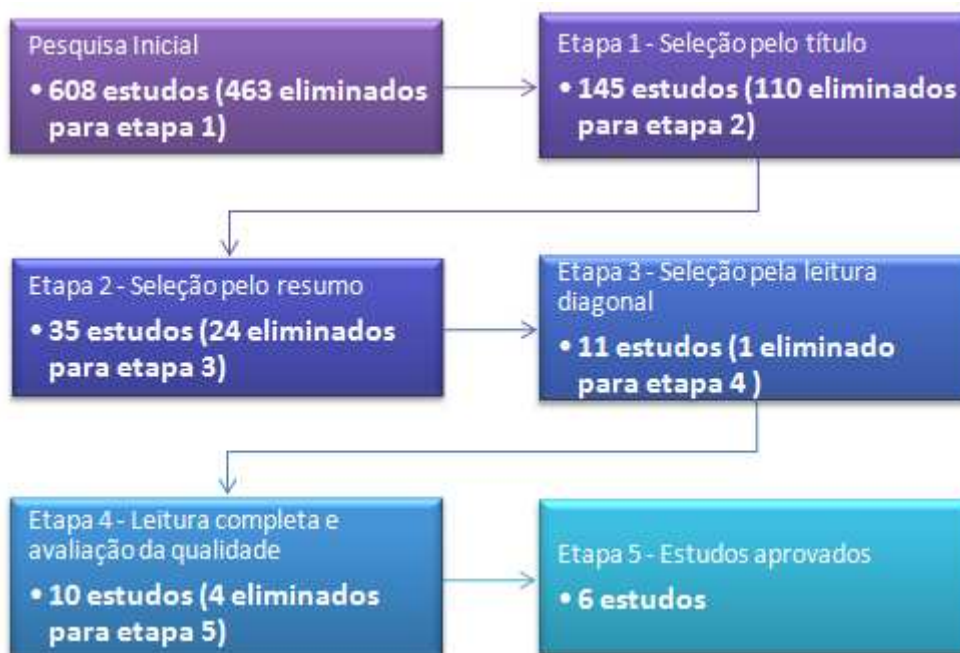 Pesquisa Inicial
• 608 estudos (463 eliminados
para etapa 1)
Etapa 1 - Seleção pelo título
• 145 estudos (110 eliminados
para etapa 2)
Etapa 2 - Seleção pelo resumo
• 35 estudos (24 eliminados
para etapa 3)
Etapa 3 - Seleção pela leitura
diagonal
• 11 estudos (1 eliminado
para etapa 4 )
Etapa 4 - Leitura completa e
avaliação da qualidade
• 10 estudos (4 eliminados
para etapa 5)
Etapa 5 - Estudos aprovados
• 6 estudos